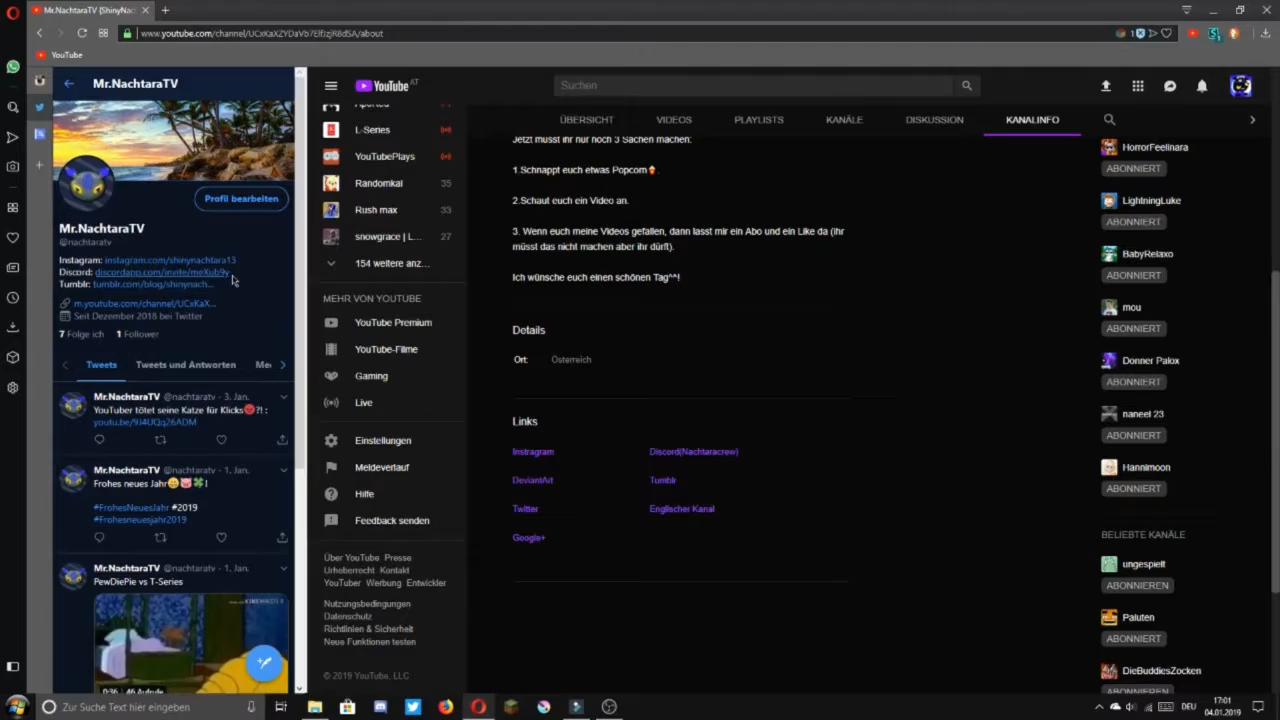 Mr.NachtaraTV (ShinyNac
www.youtube.com/channel/UCxKaXZYDaVb7ElfJzjR8dSA/about
YouTube
Mr.NachtaraTV
Profil bearbeiten
Mr.NachtaraTV
@nachtaratv
Instagram: instagram.com/shinynachtara13
Discord: discordapp.com/invite/meXub9y
Tumblr: tumblr.com/blog/shinynach...
m.youtube.com/channel/UCxKaX...
Seit Dezember 2018 bei Twitter
7 Folge ich 1 Follower
Tweets Tweets und Antworten Me
Mr.NachtaraTV @nachtaratv · 3. Jan.
YouTuber tötet seine Katze für Klicks😡?! :
youtu.be/9J4UQq26ADM
Mr.NachtaraTV @nachtaratv · 1. Jan.
Frohes neues Jahr😄🐷🍀!
#FrohesNeuesJahr #2019
#Frohesneuesjahr2019
Mr.NachtaraTV @nachtaratv · 1. Jan.
PewDiePie vs T-Series
KINEMASTER
0:36 46 Aufrufe
YouTube AT
Suchen
L-Series
YouTubePlays
Randomkai 35
Rush max 33
snowgrace | L... 27
154 weitere anz...
MEHR VON YOUTUBE
YouTube Premium
YouTube-Filme
Gaming
Live
Einstellungen
Meldeverlauf
Hilfe
Feedback senden
Über YouTube Presse
Urheberrecht Kontakt
YouTuber Werbung Entwickler
Nutzungsbedingungen
Datenschutz
Richtlinien & Sicherheit
Neue Funktionen testen
© 2019 YouTube, LLC
ÜBERSICHT VIDEOS PLAYLISTS KANÄLE DISKUSSION KANALINFO
Jetzt müsst ihr nur noch 3 Sachen machen:
1.Schnappt euch etwas Popcorn🍿.
2.Schaut euch ein Video an.
3. Wenn euch meine Videos gefallen, dann lasst mir ein Abo und ein Like da (ihr
müsst das nicht machen aber ihr dürft).
Ich wünsche euch einen schönen Tag^^!
Details
Ort: Österreich
Links
Instragram Discord(Nachtaracrew)
DeviantArt Tumblr
Twitter Englischer Kanal
Google+
HorrorFeelinara
ABONNIERT
LightningLuke
ABONNIERT
BabyRelaxo
ABONNIERT
mou
ABONNIERT
Donner Palox
ABONNIERT
naneel 23
ABONNIERT
Hannimoon
ABONNIERT
BELIEBTE KANÄLE
ungespielt
ABONNIEREN
Paluten
ABONNIERT
DieBuddiesZocken
ABONNIERT
Zur Suche Text hier eingeben
DEU
17:01
04.01.2019